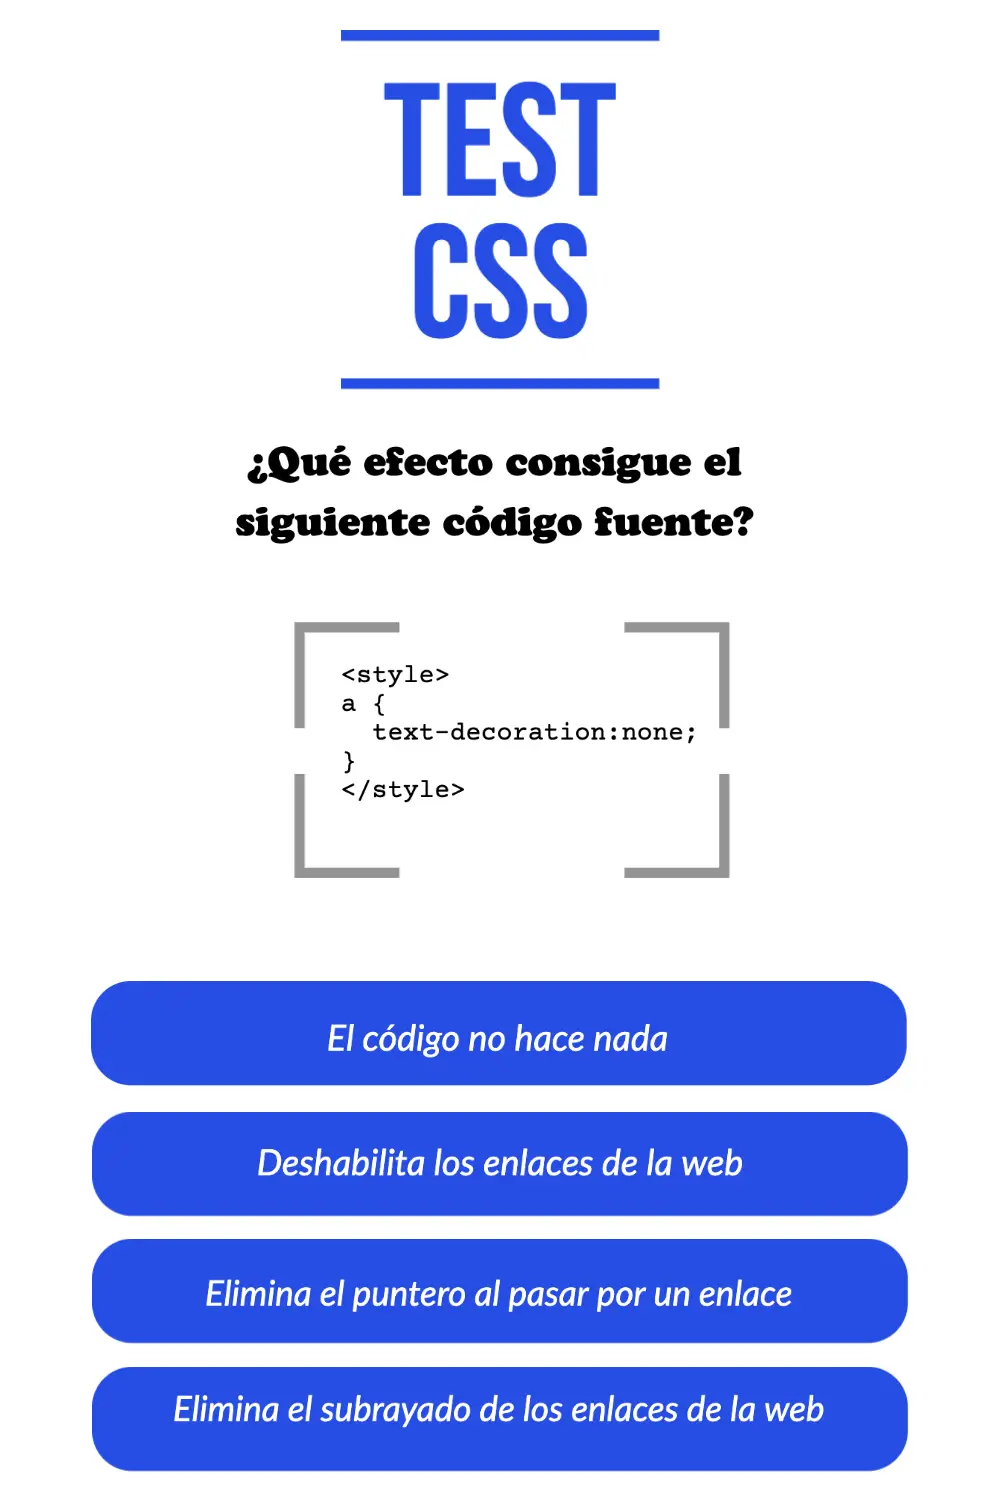 TEST
CSS
¿Qué efecto consigue el
siguiente código fuente?
<style>
a {
  text-decoration:none;
}
</style>
El código no hace nada
Deshabilita los enlaces de la web
Elimina el puntero al pasar por un enlace
Elimina el subrayado de los enlaces de la web